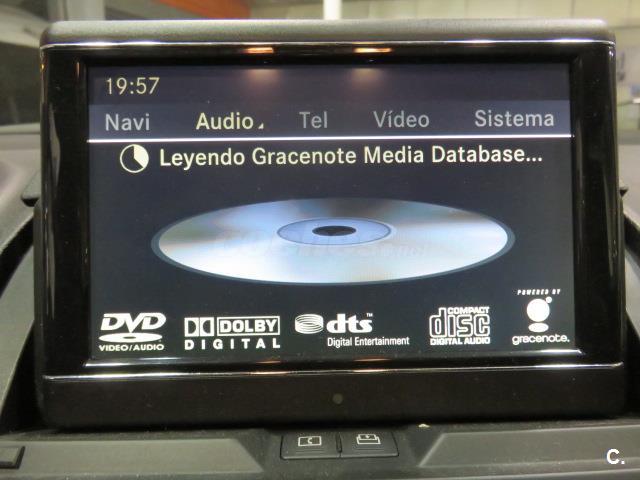 19:57
Navi Audio Tel Vídeo Sistema
Leyendo Gracenote Media Database...
POWERED BY
DVD DOLBY dts™ COMPACT disc gracenote.
VIDEO/AUDIO DIGITAL Digital Entertainment DIGITAL AUDIO
C.